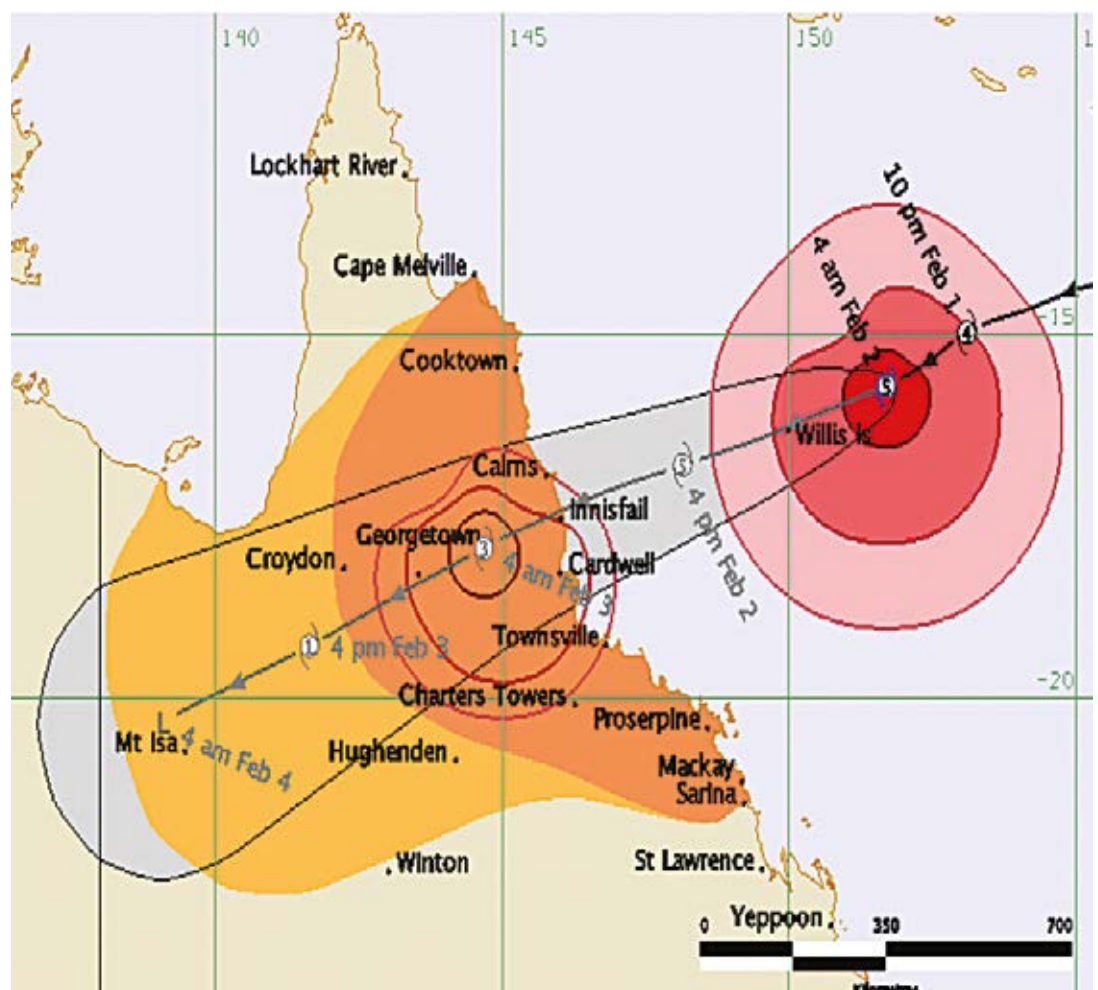 140
145
150
Lockhart River
10 pm Feb 1
4 am Feb 2
Cape Melville
-15
4
Cooktown
5
Willis Is
Cairns
5
4 pm Feb 2
Innisfail
Georgetown
3
Croydon
Cardwell
4 am Feb 3
Townsville
1
4 pm Feb 3
-20
Charters Towers
Proserpine
L
Mt Isa
4 am Feb 4
Hughenden
Mackay
Sarina
Winton
St Lawrence
Yeppoon
0 350 700